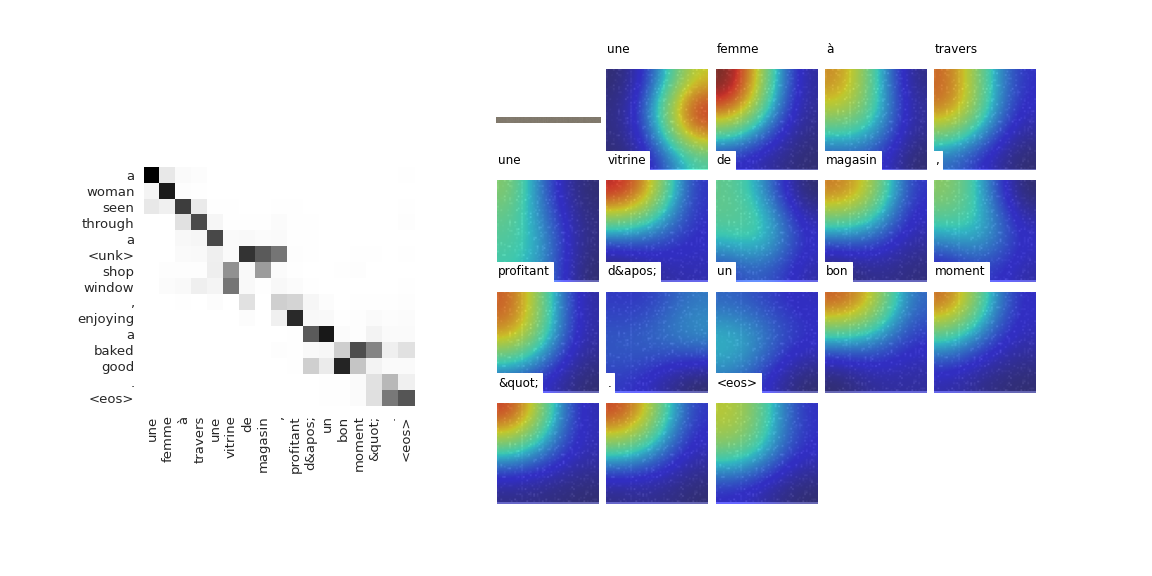 a
woman
seen
through
a
<unk>
shop
window
,
enjoying
a
baked
good
.
<eos>
une
femme
à
travers
une
vitrine
de
magasin
,
profitant
d&apos;
un
bon
moment
&quot;
.
<eos>
une femme à travers
une vitrine de magasin ,
profitant d&apos; un bon moment
&quot; . <eos>